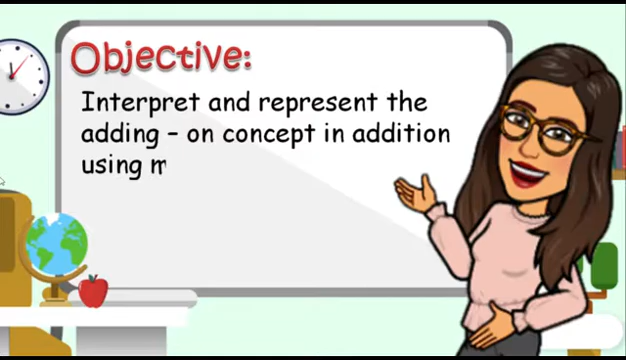 Objective:
Interpret and represent the
adding – on concept in addition
using m